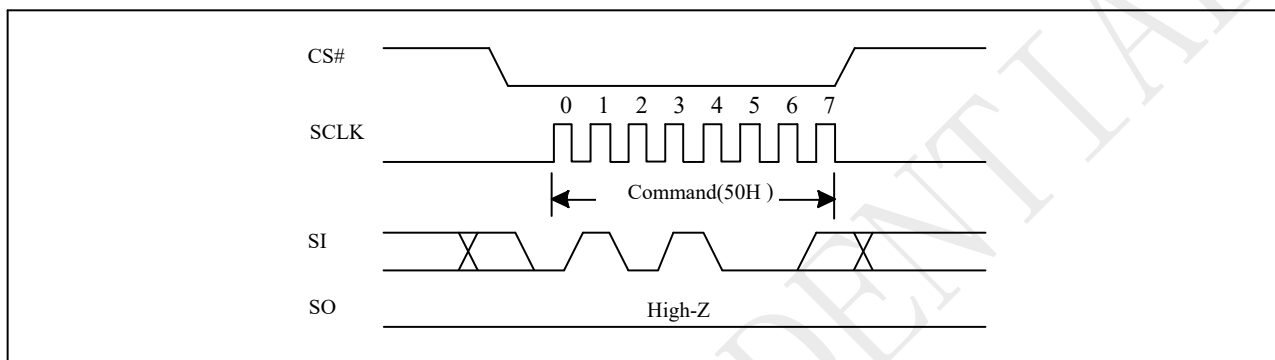 CS#
0 1 2 3 4 5 6 7
SCLK
Command(50H )
SI
SO High-Z